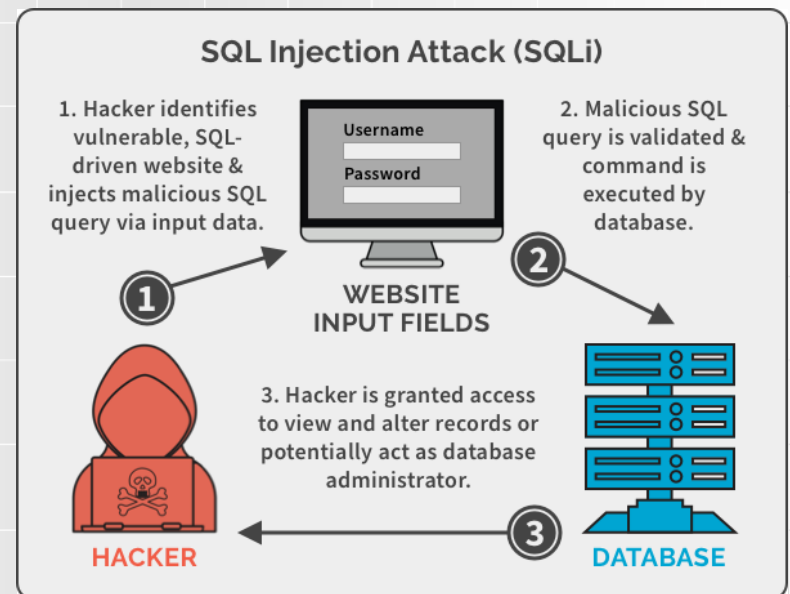 SQL Injection Attack (SQLi)
1. Hacker identifies
vulnerable, SQL-
driven website &
injects malicious SQL
query via input data.
Username
Password
2. Malicious SQL
query is validated &
command is
executed by
database.
1
2
WEBSITE
INPUT FIELDS
3. Hacker is granted access
to view and alter records or
potentially act as database
administrator.
3
HACKER
DATABASE